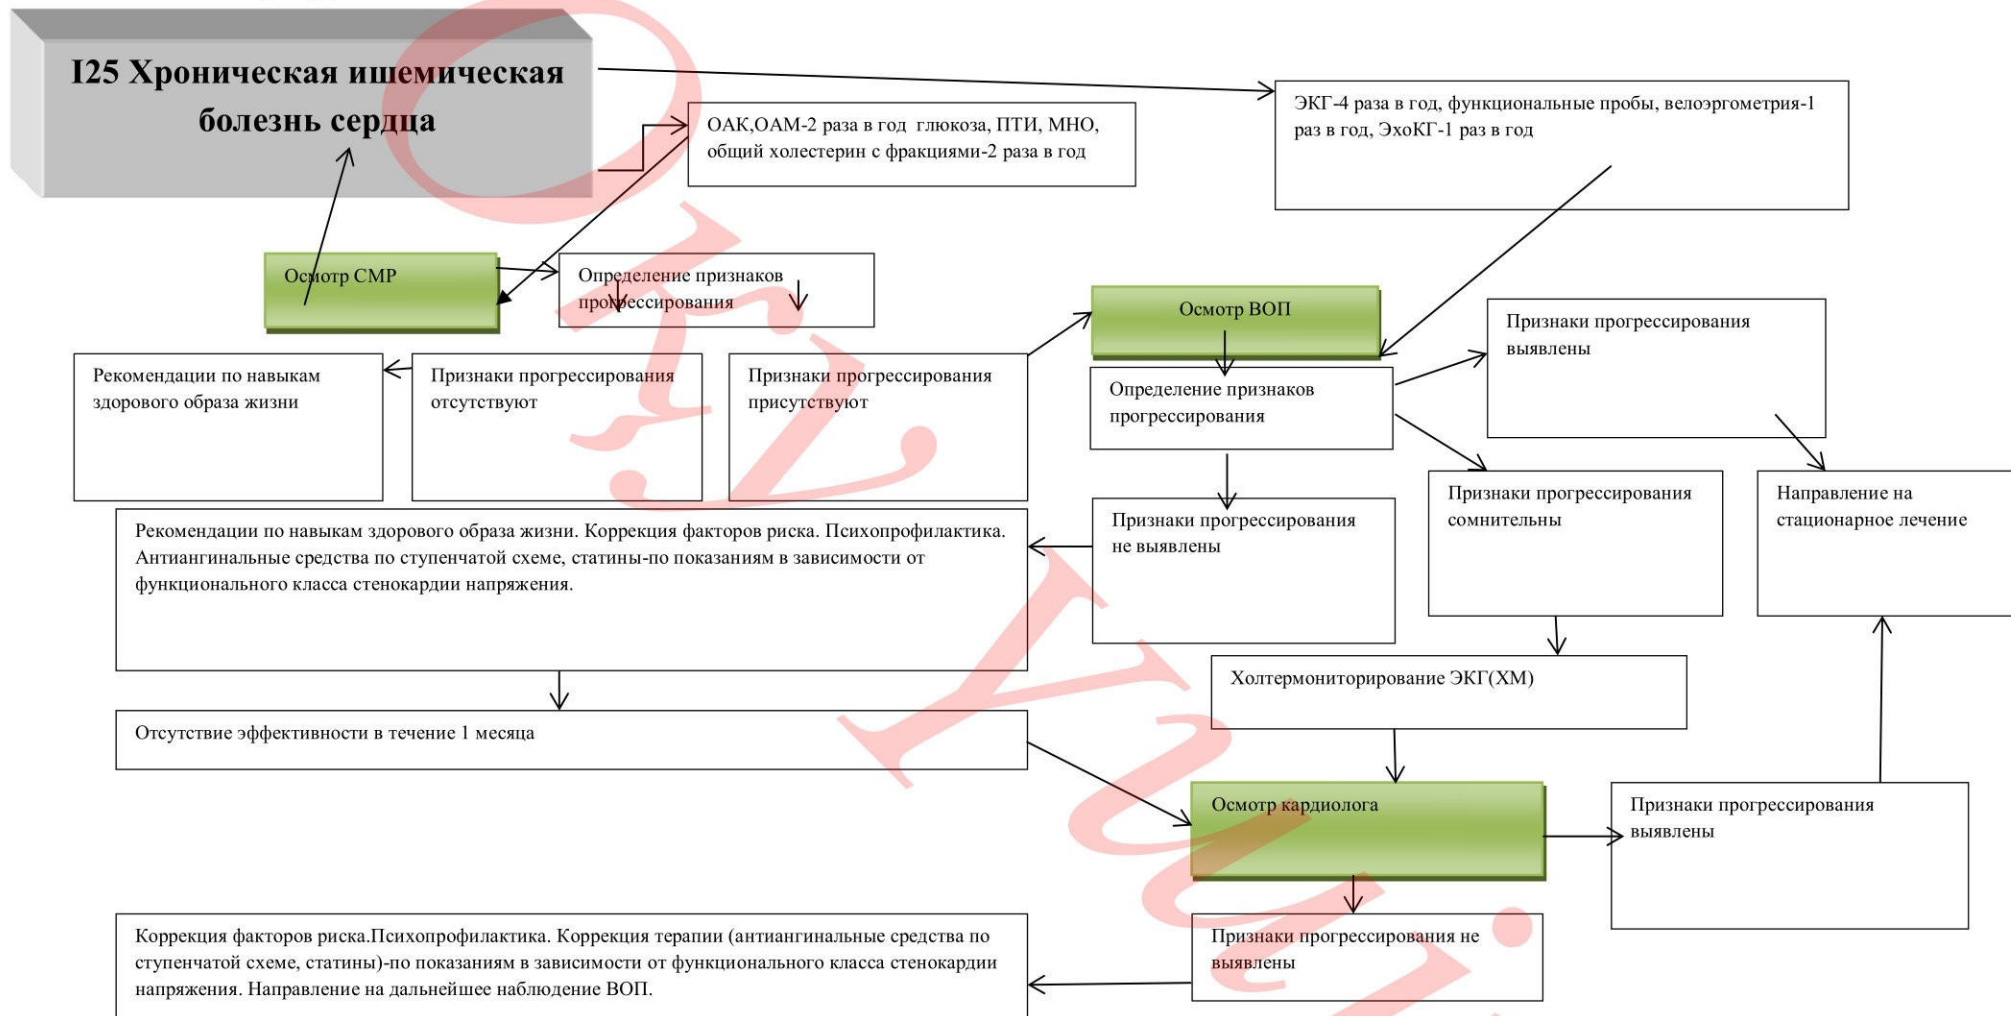 I25 Хроническая ишемическая
болезнь сердца
ОАК,ОАМ-2 раза в год  глюкоза, ПТИ, МНО,
общий холестерин с фракциями-2 раза в год
ЭКГ-4 раза в год, функциональные пробы, велоэргометрия-1
раз в год, ЭхоКГ-1 раз в год
Осмотр СМР
Определение признаков
прогрессирования
Осмотр ВОП
Признаки прогрессирования
выявлены
Рекомендации по навыкам
здорового образа жизни
Признаки прогрессирования
отсутствуют
Признаки прогрессирования
присутствуют
Определение признаков
прогрессирования
Признаки прогрессирования
сомнительны
Направление на
стационарное лечение
Рекомендации по навыкам здорового образа жизни. Коррекция факторов риска. Психопрофилактика.
Антиангинальные средства по ступенчатой схеме, статины-по показаниям в зависимости от
функционального класса стенокардии напряжения.
Признаки прогрессирования
не выявлены
Холтермониторирование ЭКГ(ХМ)
Отсутствие эффективности в течение 1 месяца
Осмотр кардиолога
Признаки прогрессирования
выявлены
Коррекция факторов риска.Психопрофилактика. Коррекция терапии (антиангинальные средства по
ступенчатой схеме, статины)-по показаниям в зависимости от функционального класса стенокардии
напряжения. Направление на дальнейшее наблюдение ВОП.
Признаки прогрессирования не
выявлены
Оқу